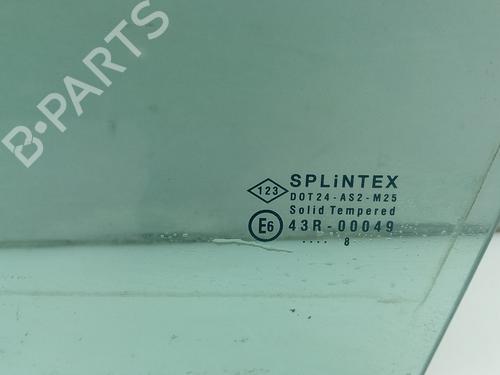 B-PARTS
SPLiNTEX
123
DOT24-AS2-M25
Solid Tempered
E6
43R-00049
.... 8